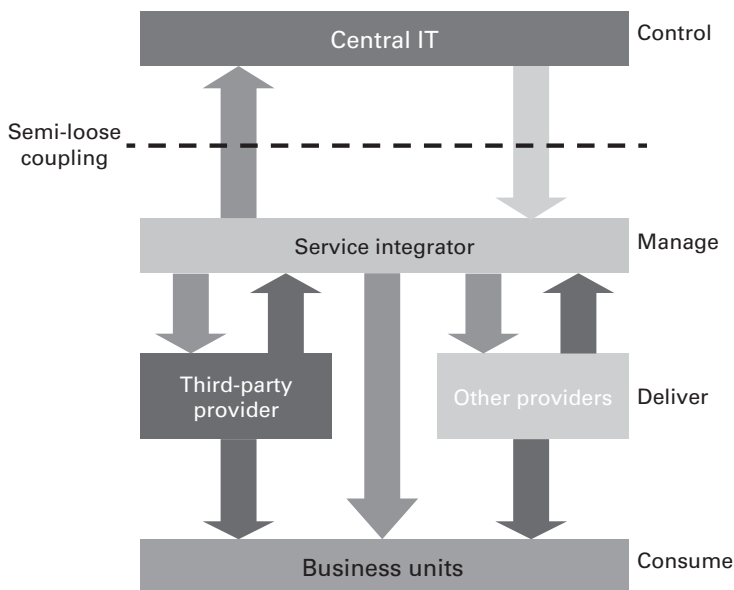 Central IT
Control
Semi-loose
coupling
Service integrator
Manage
Third-party
provider
Other providers
Deliver
Business units
Consume